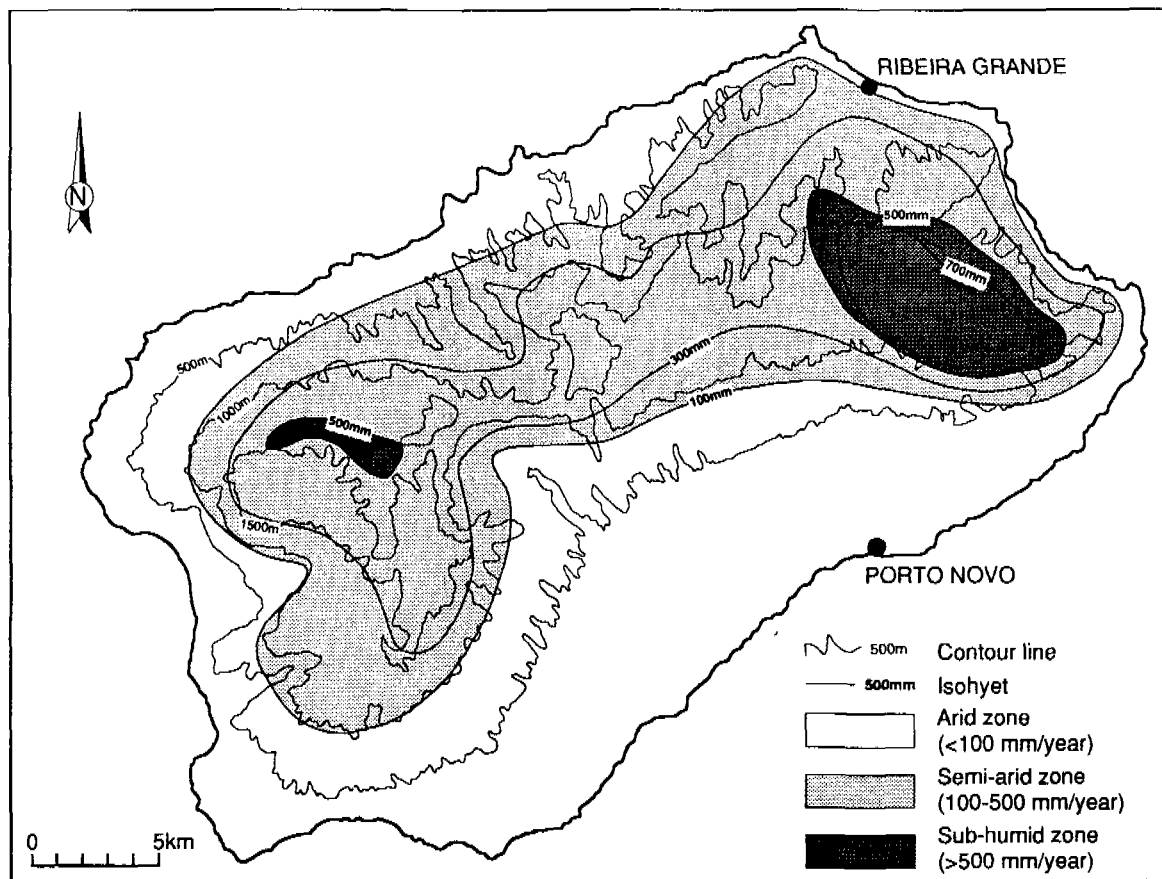 RIBEIRA GRANDE
N
500mm
700mm
500m
300mm
1000m
100mm
500mm
1500m
PORTO NOVO
500m Contour line
500mm Isohyet
Arid zone
(<100 mm/year)
Semi-arid zone
(100-500 mm/year)
Sub-humid zone
(>500 mm/year)
0 5km